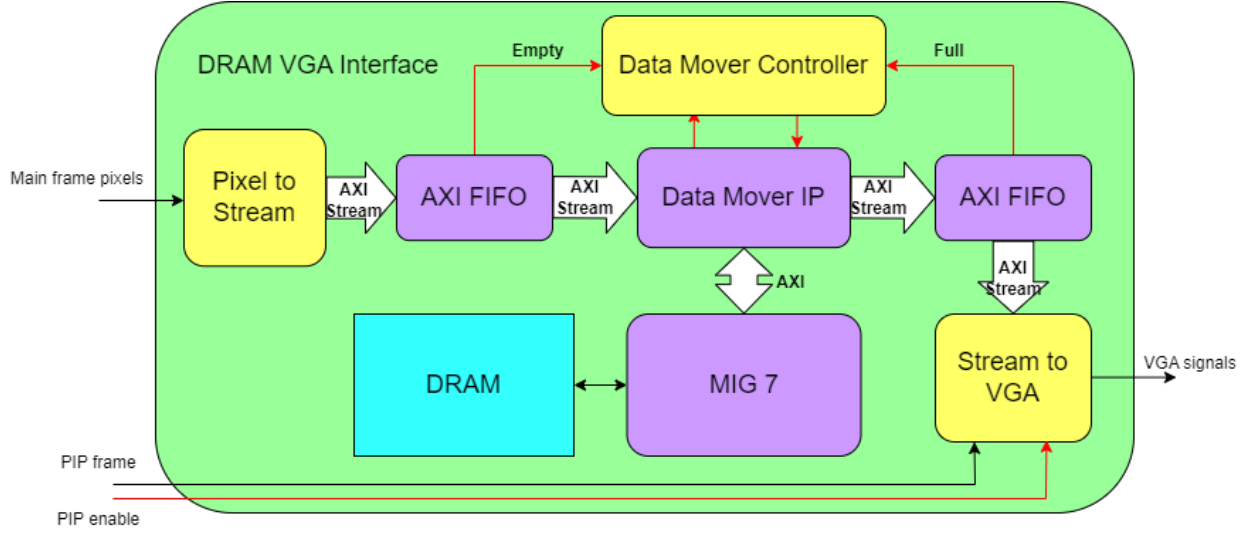 DRAM VGA Interface
Empty
Data Mover Controller
Full
Main frame pixels
Pixel to
Stream
AXI
Stream
AXI FIFO
AXI
Stream
Data Mover IP
AXI
Stream
AXI FIFO
AXI
AXI
Stream
DRAM
MIG 7
Stream to
VGA
VGA signals
PIP frame
PIP enable